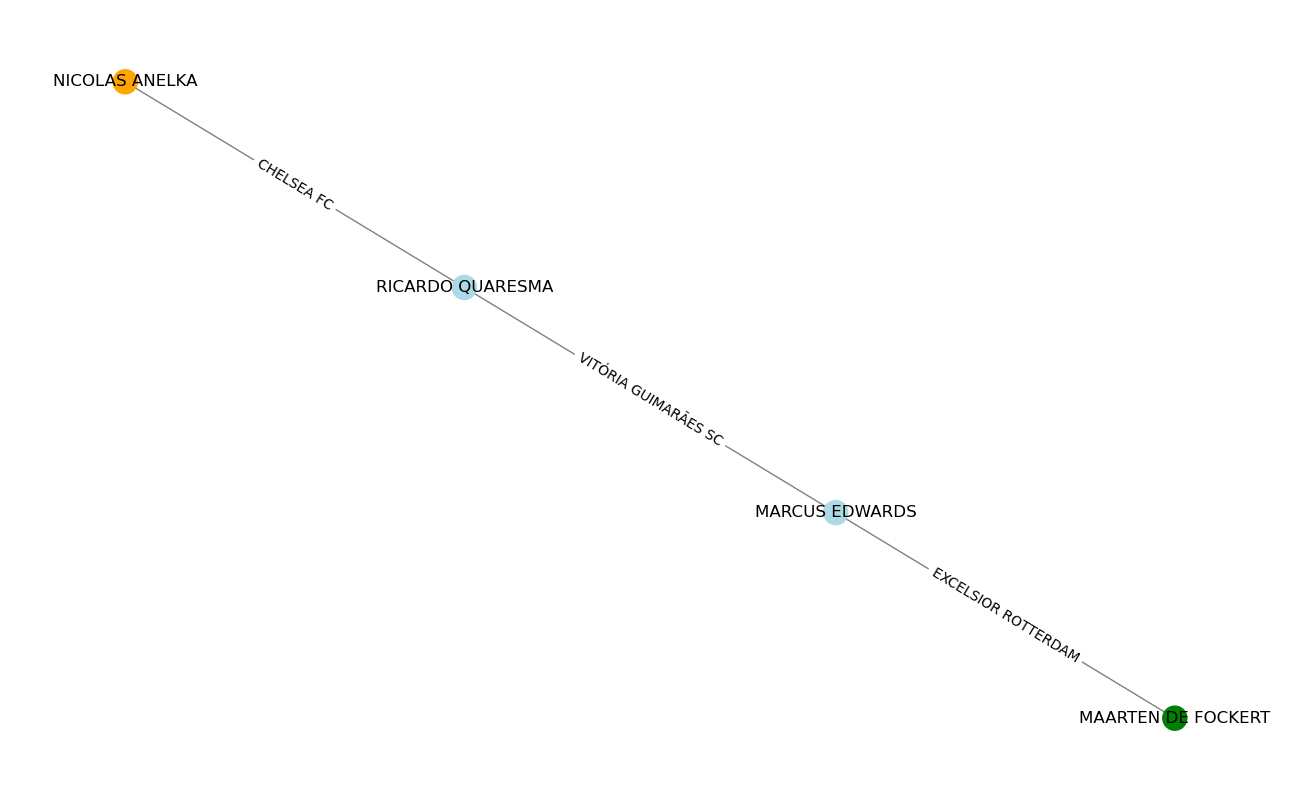 NICOLAS ANELKA
CHELSEA FC
RICARDO QUARESMA
VITÓRIA GUIMARÃES SC
MARCUS EDWARDS
EXCELSIOR ROTTERDAM
MAARTEN DE FOCKERT